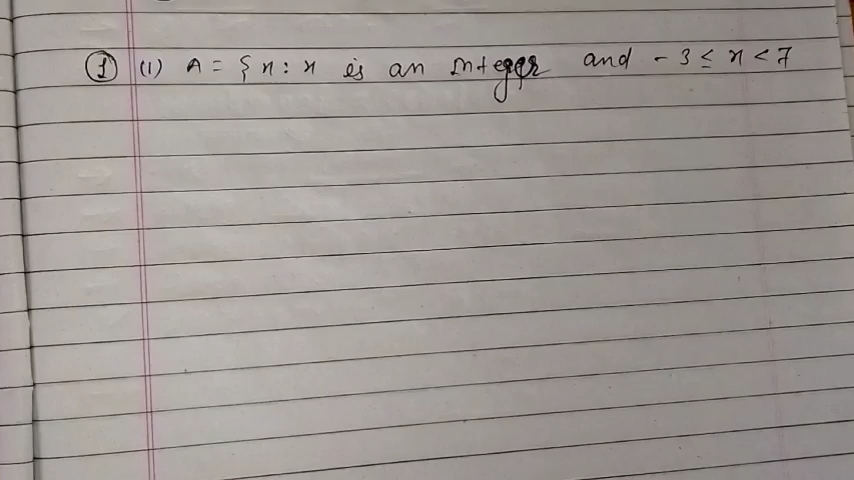 ① (1) A = { x : x is an Integer and - 3 ≤ x < 7